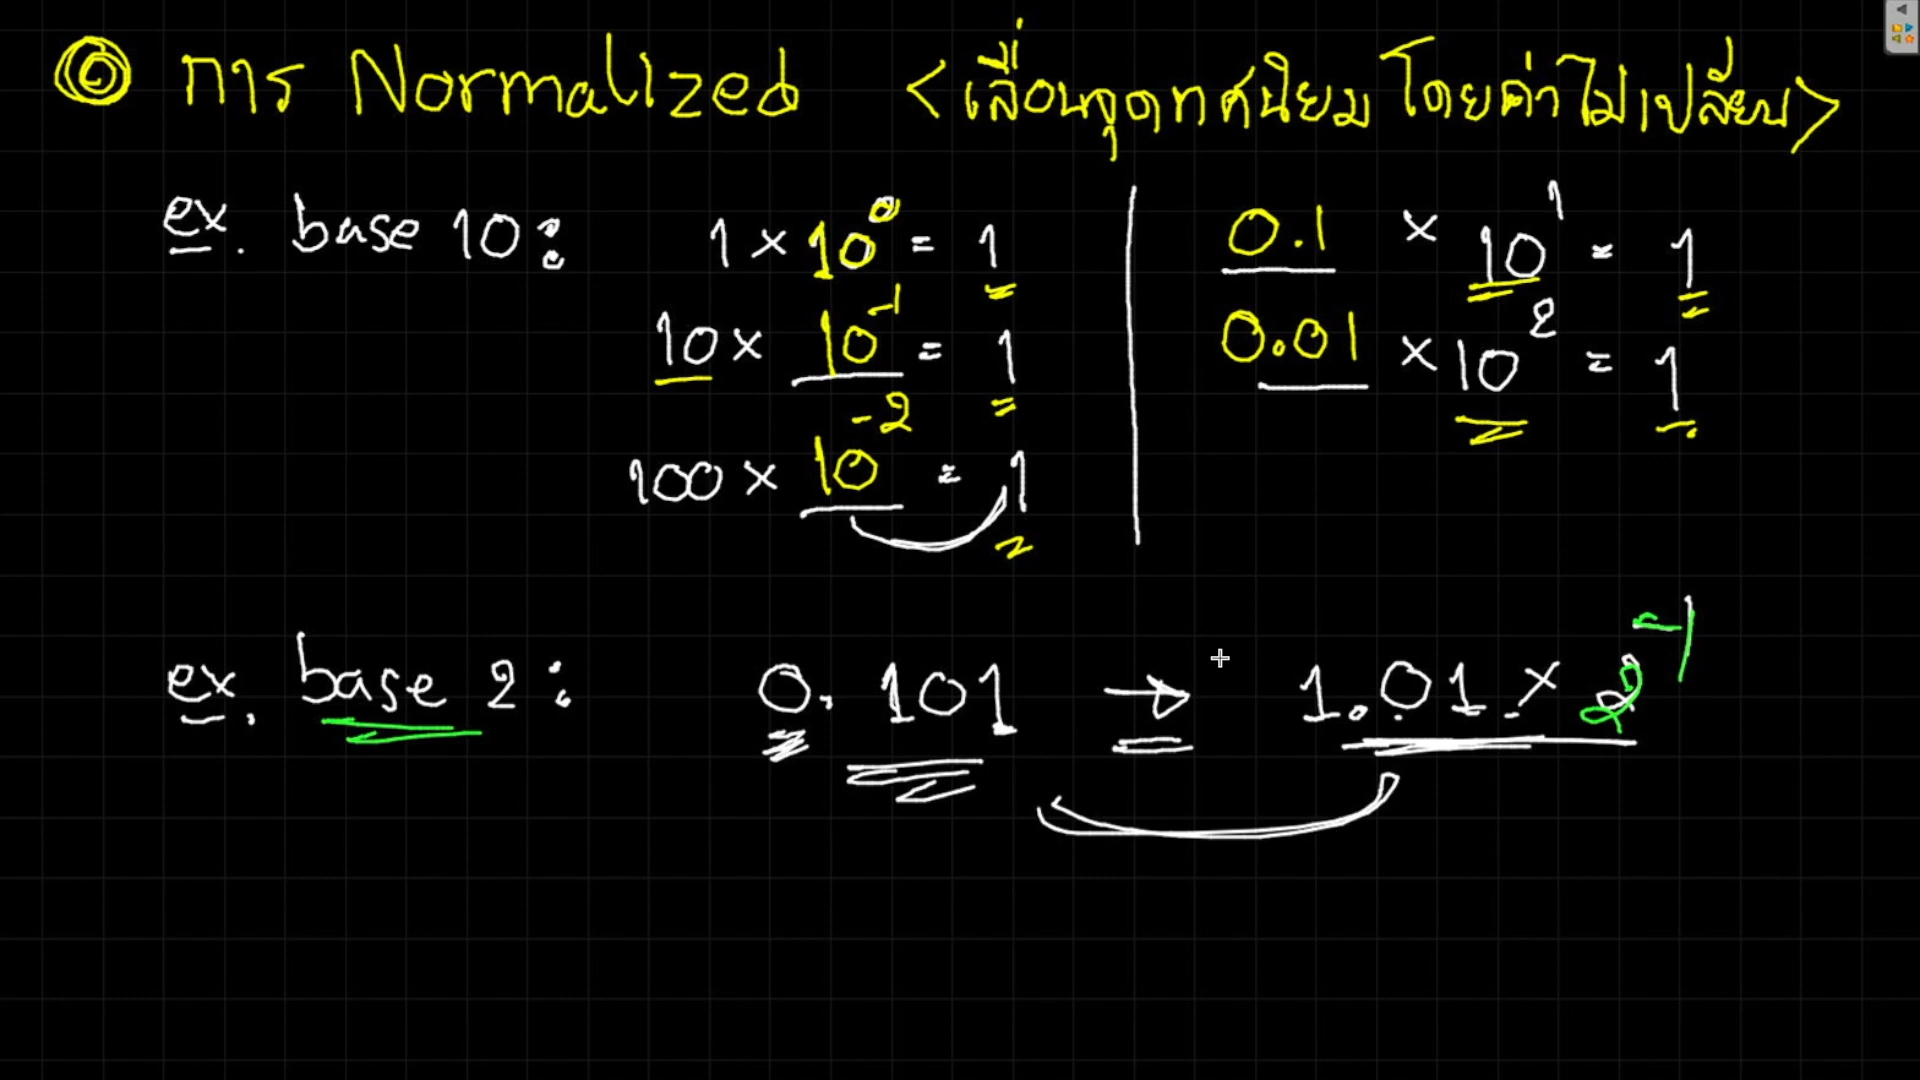 ๏ การ Normalized <เลื่อนจุดทศนิยมโดยค่าไม่เปลี่ยน>
ex. base 10: 1 × 10⁰ = 1
10 × 10⁻¹ = 1
100 × 10⁻² = 1
0.1 × 10¹ = 1
0.01 × 10² = 1
ex. base 2: 0.101 → 1.01 × 2⁻¹